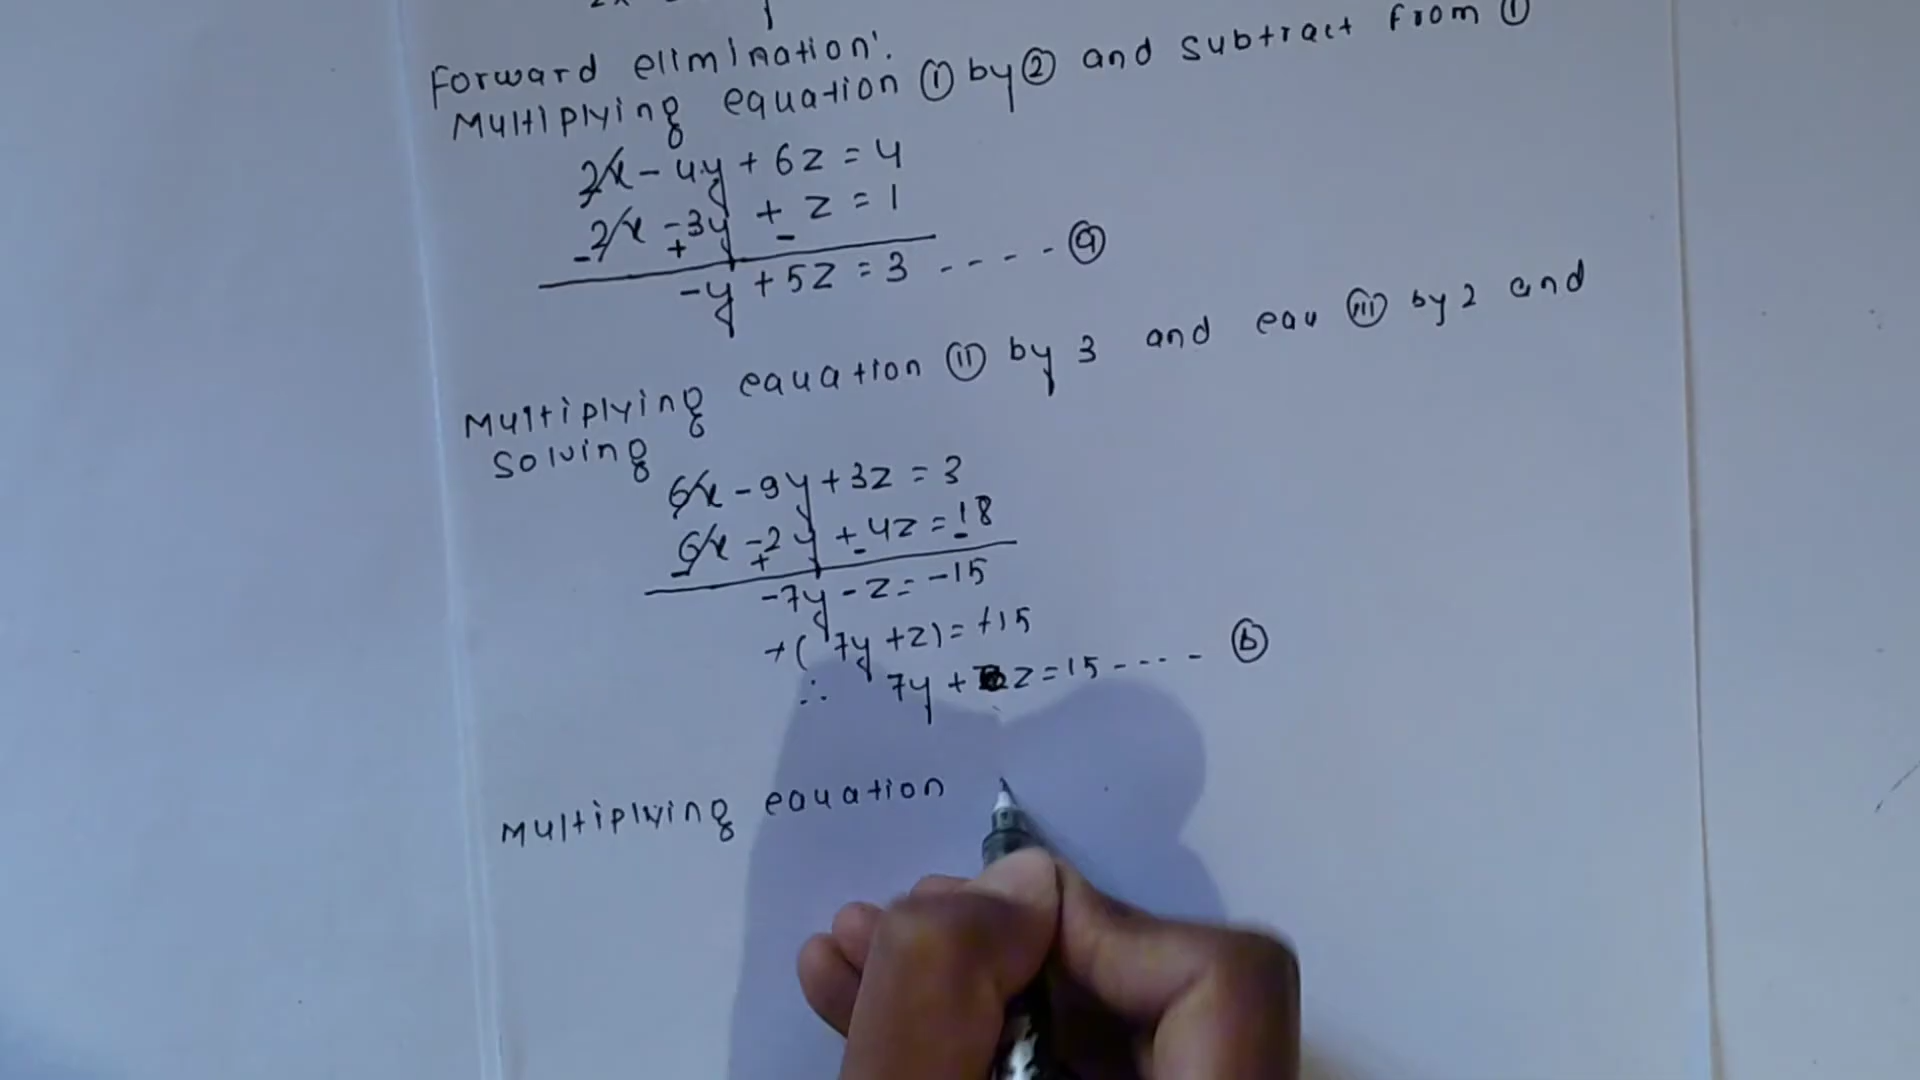 Forward elimination:
Multiplying equation ① by ② and subtract from ①
2x - 4y + 6z = 4
2x - 3y + z = 1
- + -
-y + 5z = 3 ---- ⓐ
Multiplying equation ⓘⓘ by 3 and eqn ⓘⓘⓘ by 2 and
solving
6x - 9y + 3z = 3
6x - 2y + 4z = 18
- + - -
-7y - z = -15
+( 7y + z) = +15
∴ 7y + z = 15 ---- ⓑ
Multiplying equation